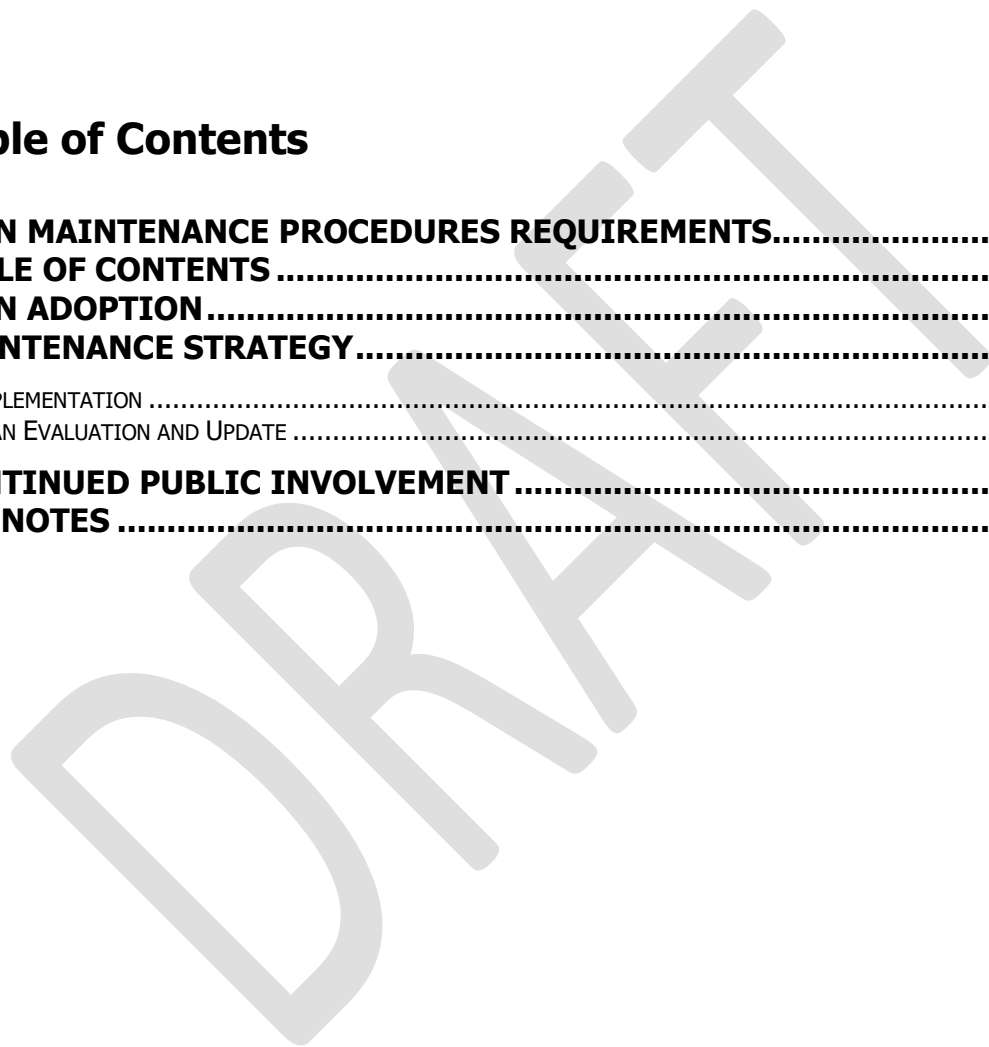 ble of Contents
N MAINTENANCE PROCEDURES REQUIREMENTS......................
LE OF CONTENTS........................................................................
N ADOPTION...............................................................................
NTENANCE STRATEGY................................................................
PLEMENTATION..........................................................................................................
AN EVALUATION AND UPDATE........................................................................................
NTINUED PUBLIC INVOLVEMENT................................................
NOTES........................................................................................
DRAFT